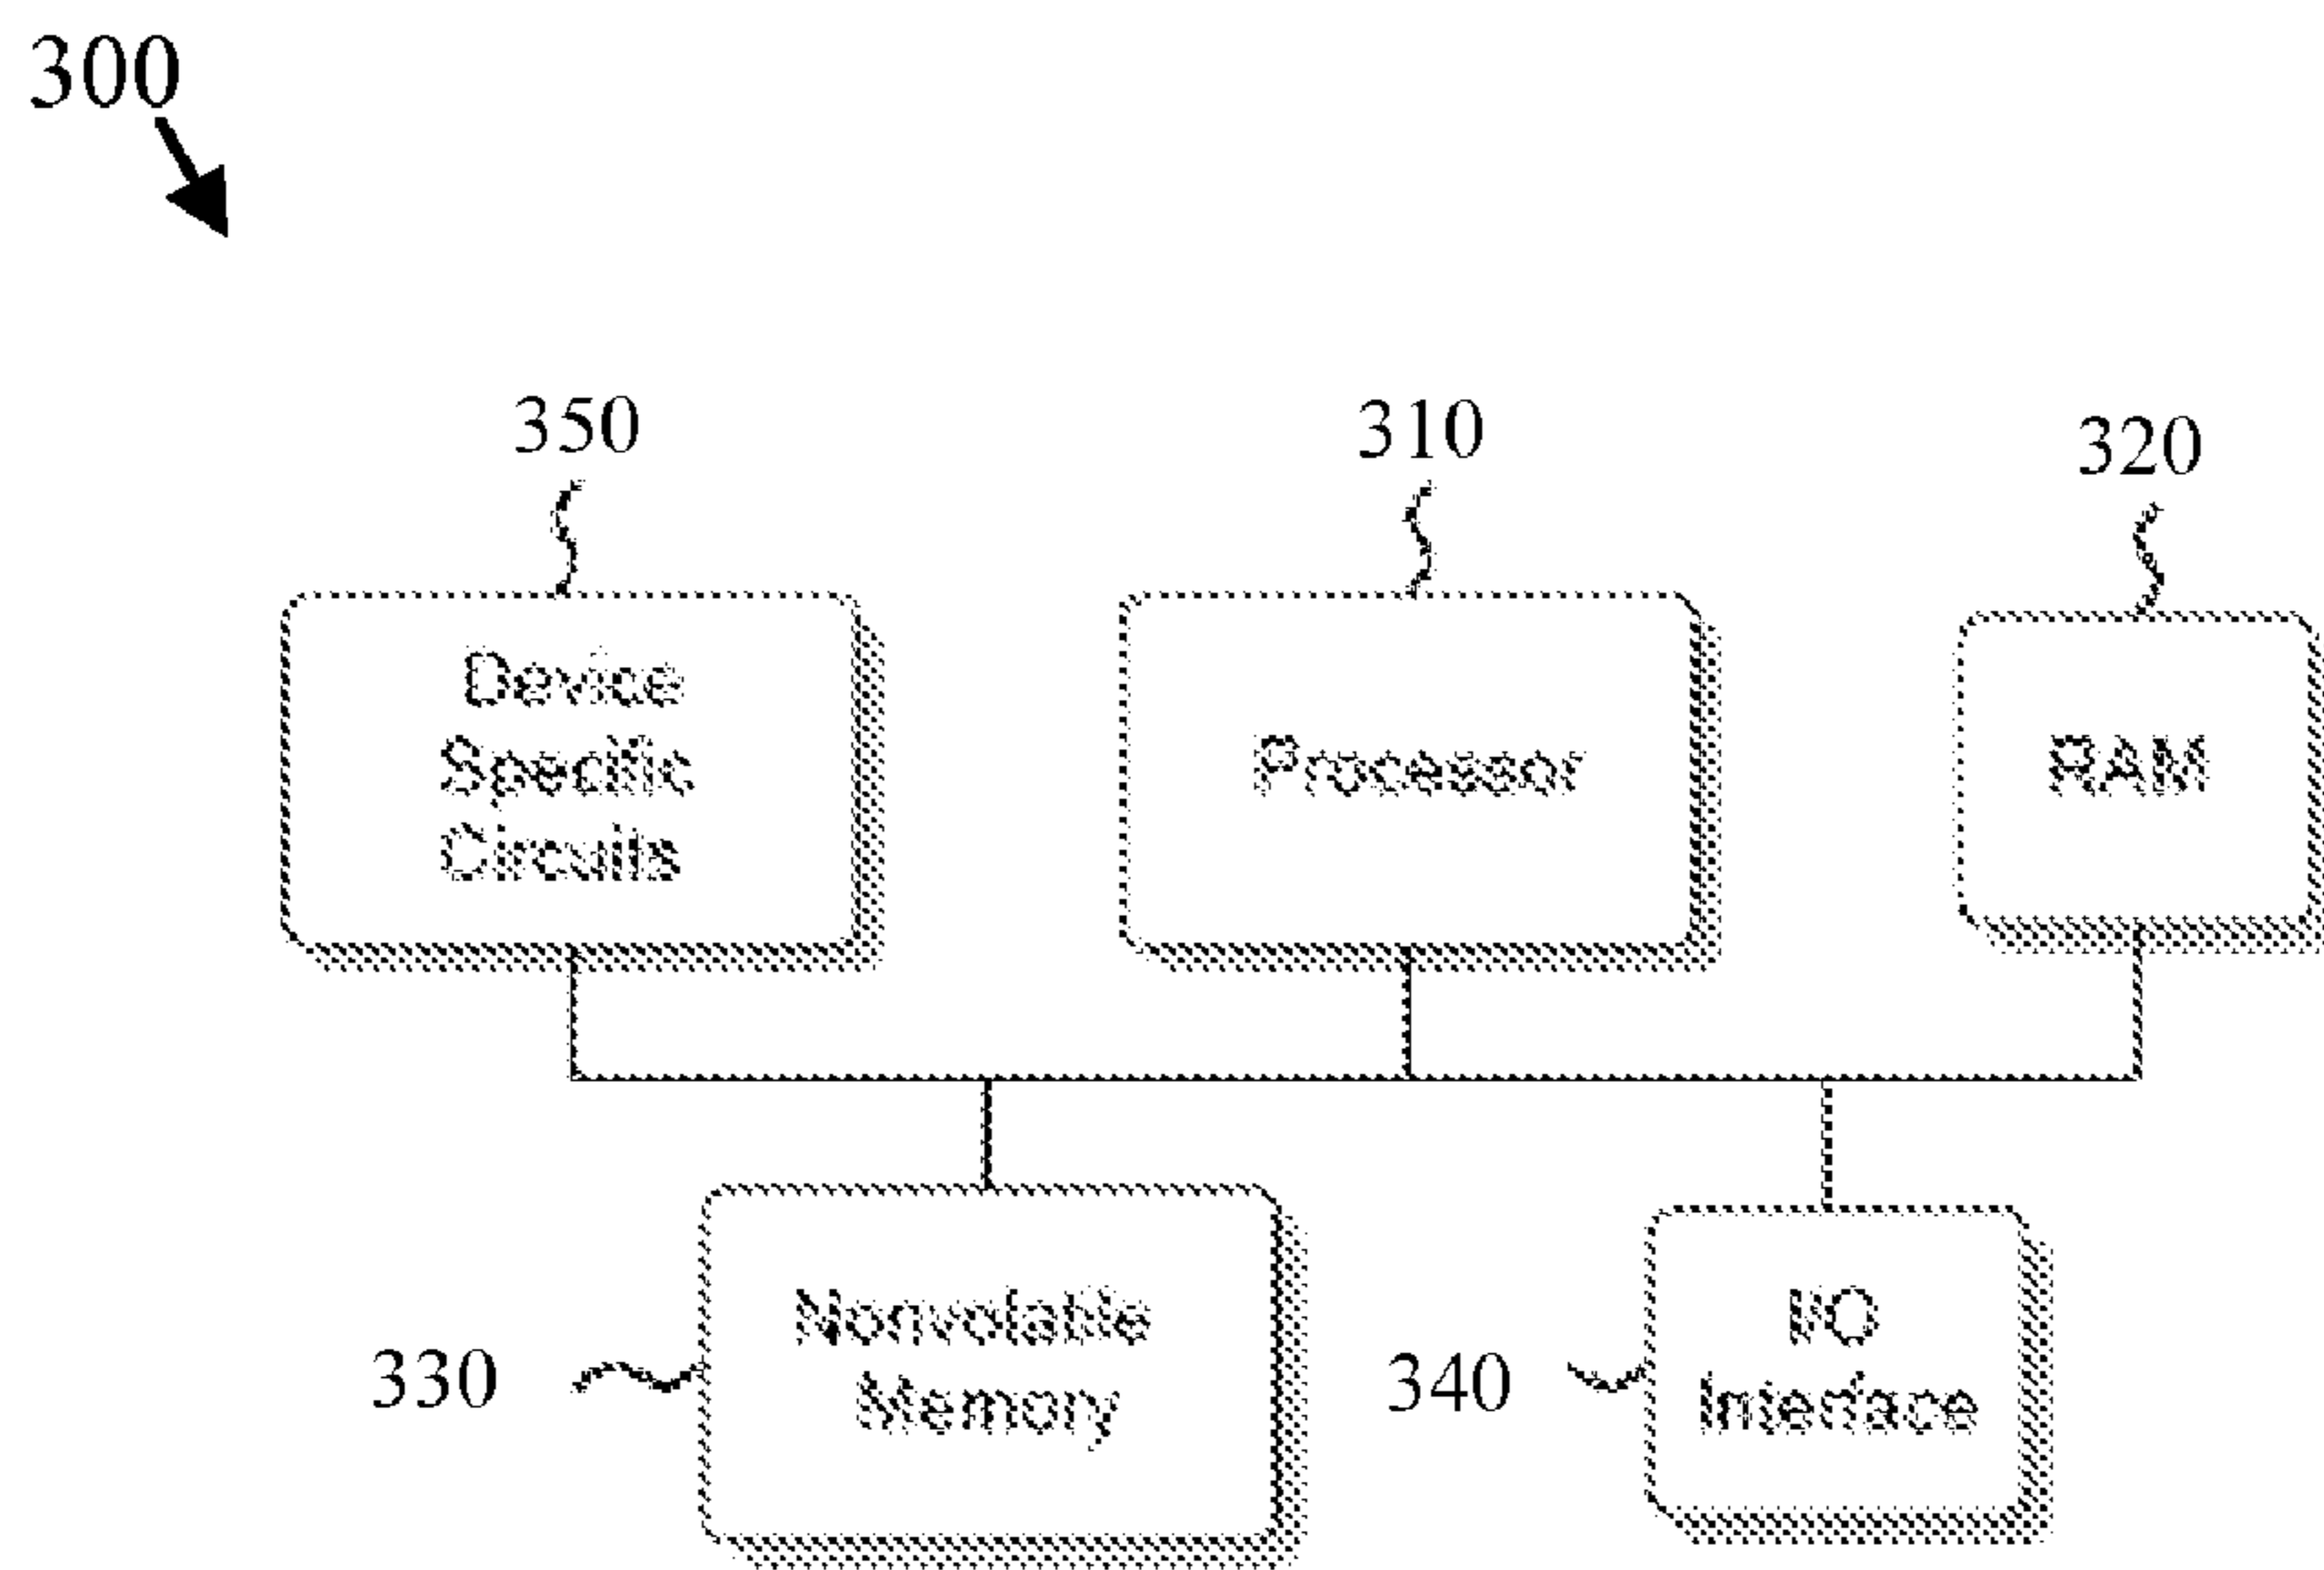 300
350
310
320
Device
Specific
Circuits
Processor
RAM
330
Nonvolatile
Memory
340
I/O
Interface